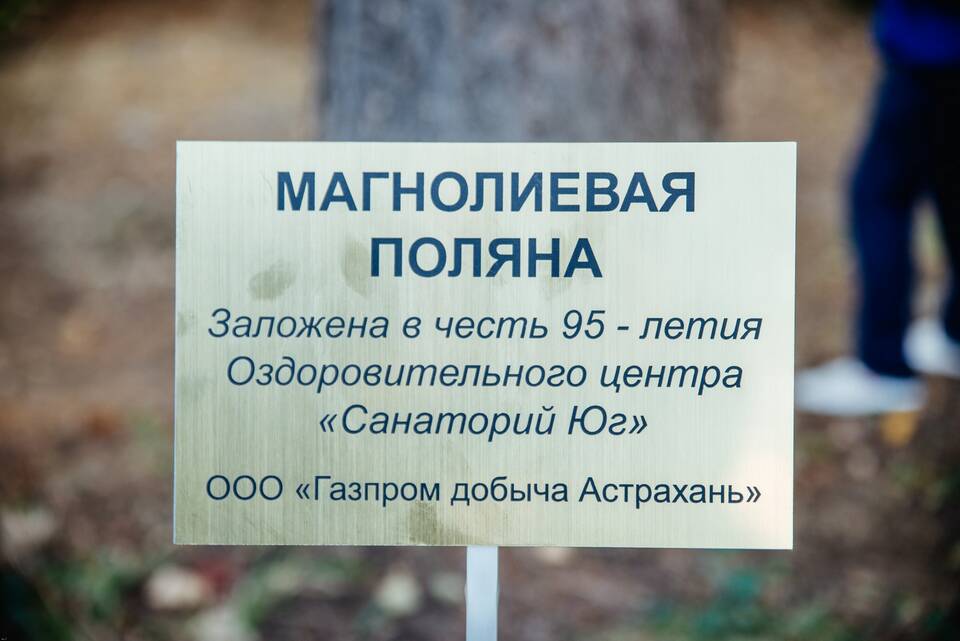 МАГНОЛИЕВАЯ
ПОЛЯНА
Заложена в честь 95 - летия
Оздоровительного центра
«Санаторий Юг»
ООО «Газпром добыча Астрахань»